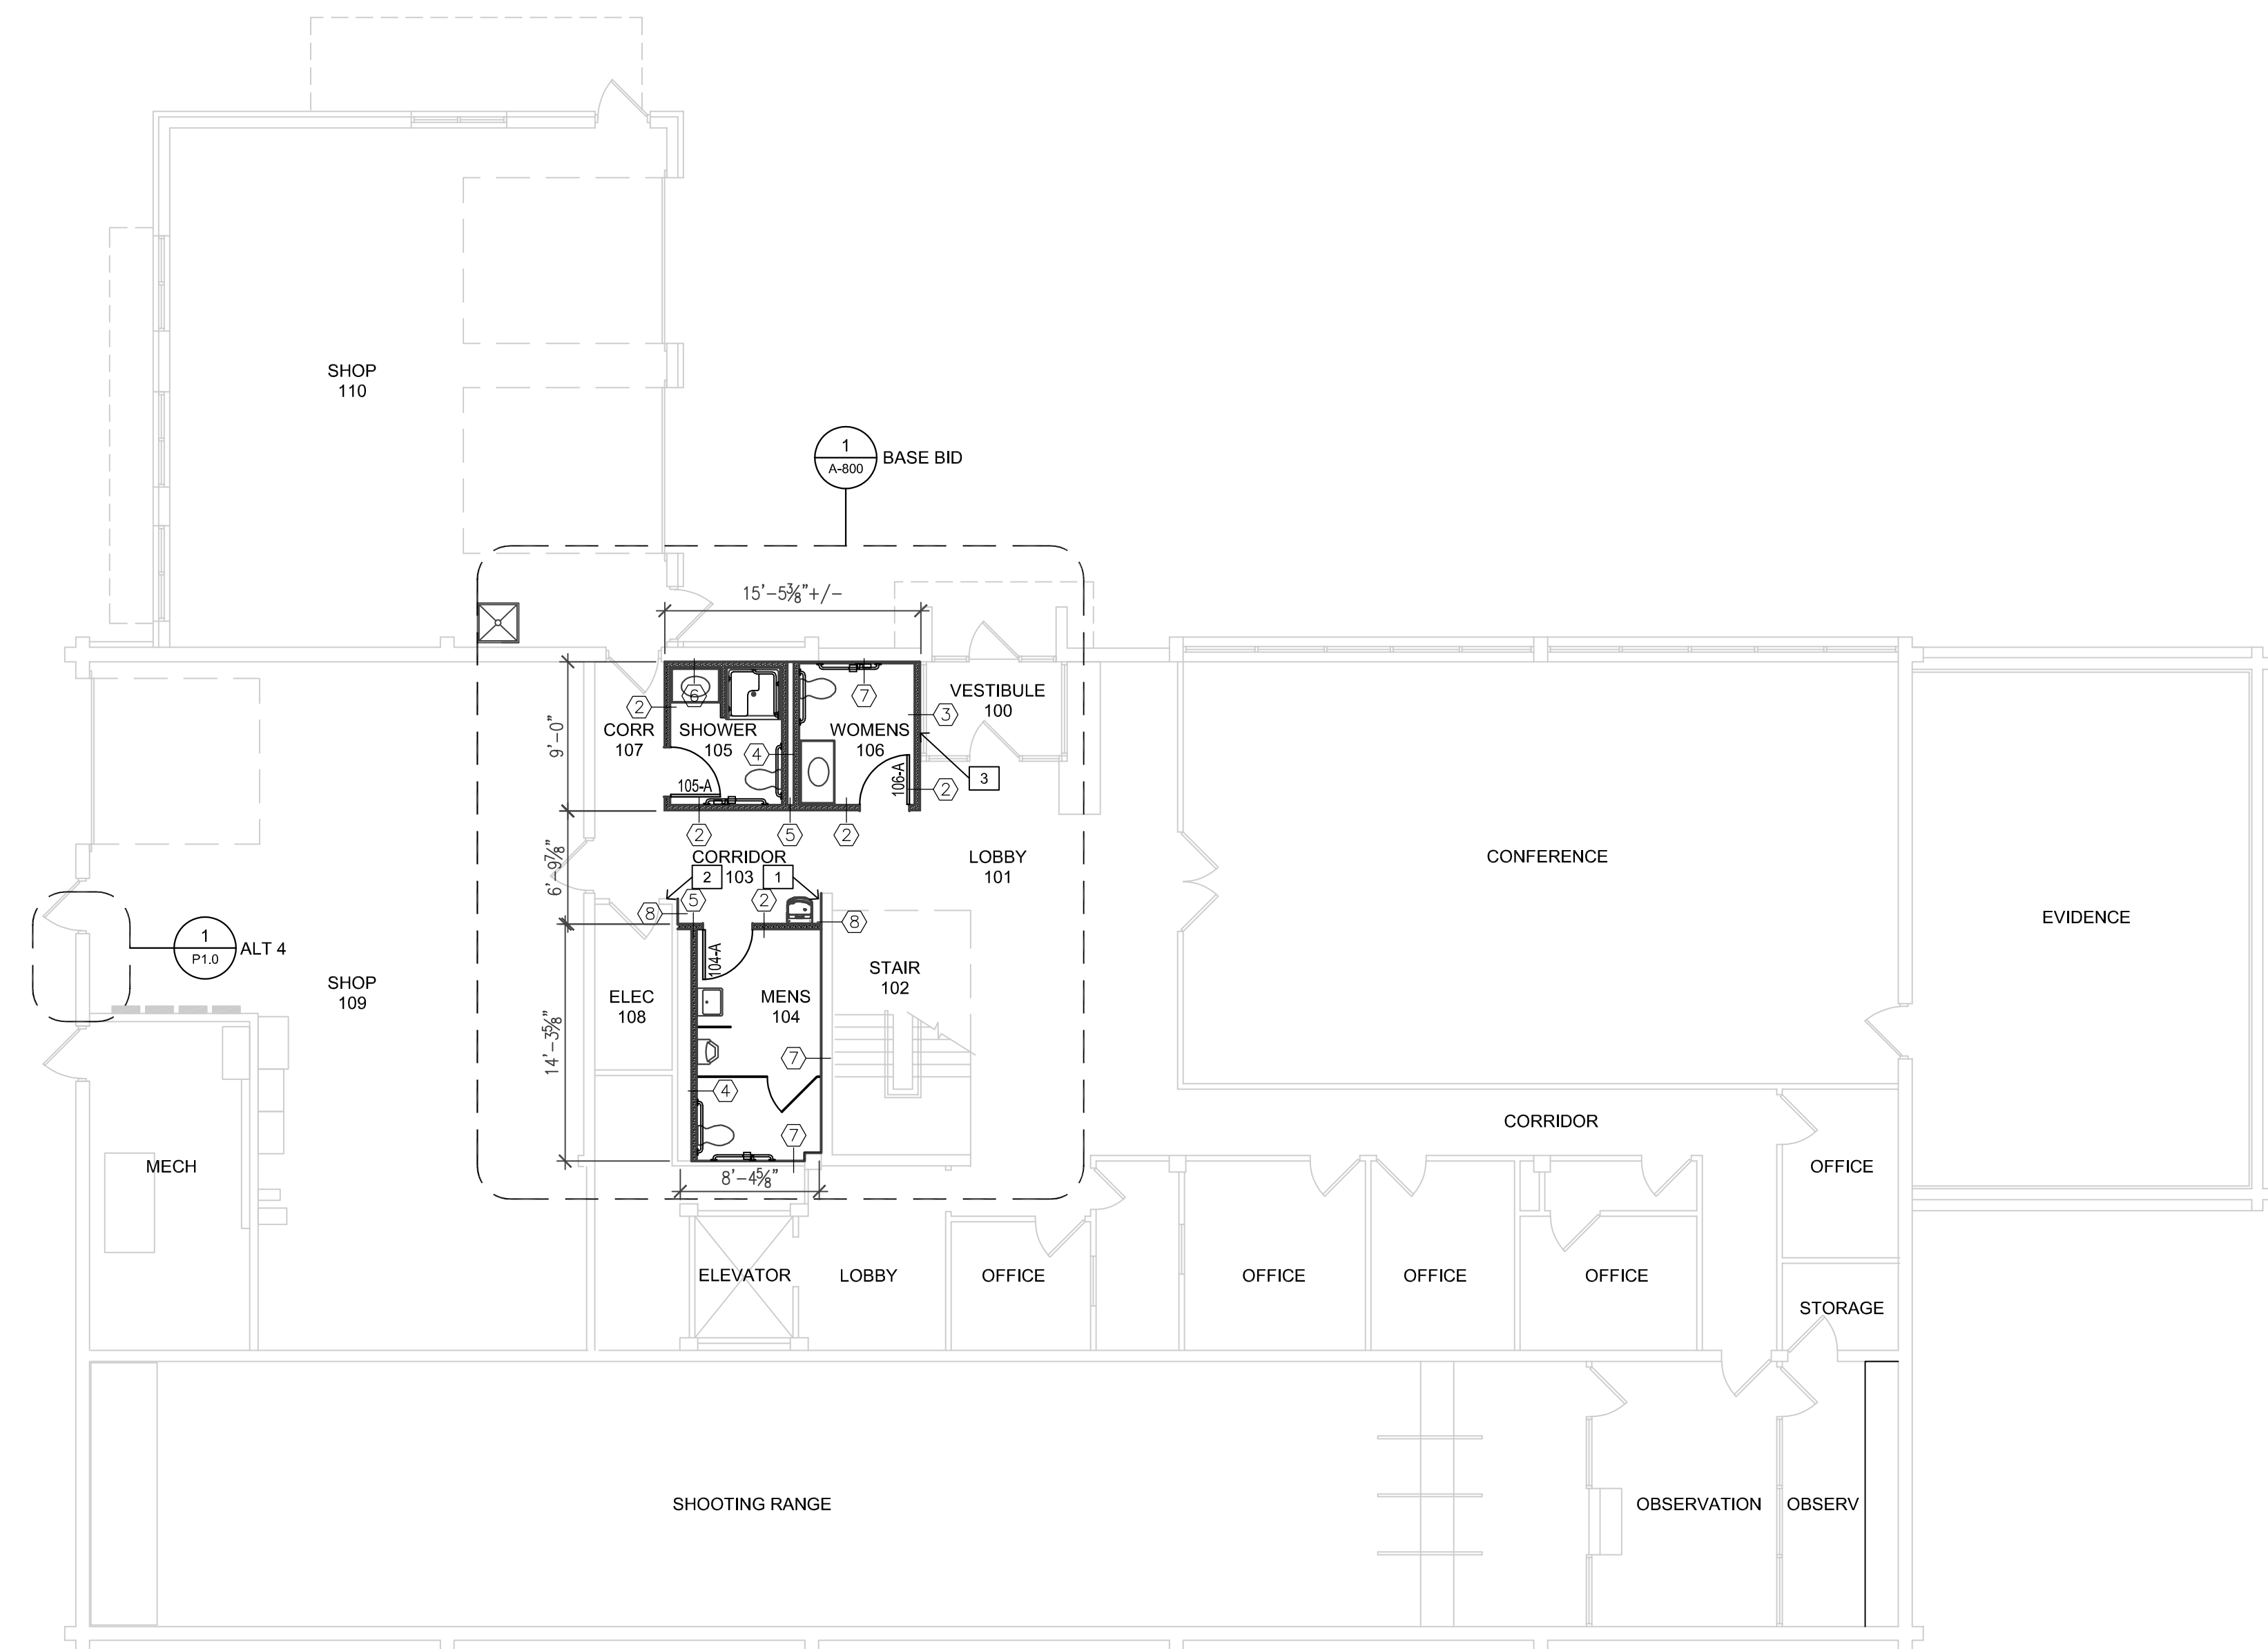 SHOP
110
1
A-800
BASE BID
15'-5⅜"+/-
9'-0"
6'-9⅞"
14'-3⅝"
8'-4⅝"
CORR
107
SHOWER
105
105-A
WOMENS
106
106-A
VESTIBULE
100
2
6
7
3
4
3
2
2
5
2
CORRIDOR
103
2
1
5
2
8
8
LOBBY
101
CONFERENCE
EVIDENCE
1
P1.0
ALT 4
SHOP
109
ELEC
108
104-A
MENS
104
STAIR
102
7
4
7
CORRIDOR
MECH
OFFICE
ELEVATOR
LOBBY
OFFICE
OFFICE
OFFICE
OFFICE
STORAGE
SHOOTING RANGE
OBSERVATION
OBSERV